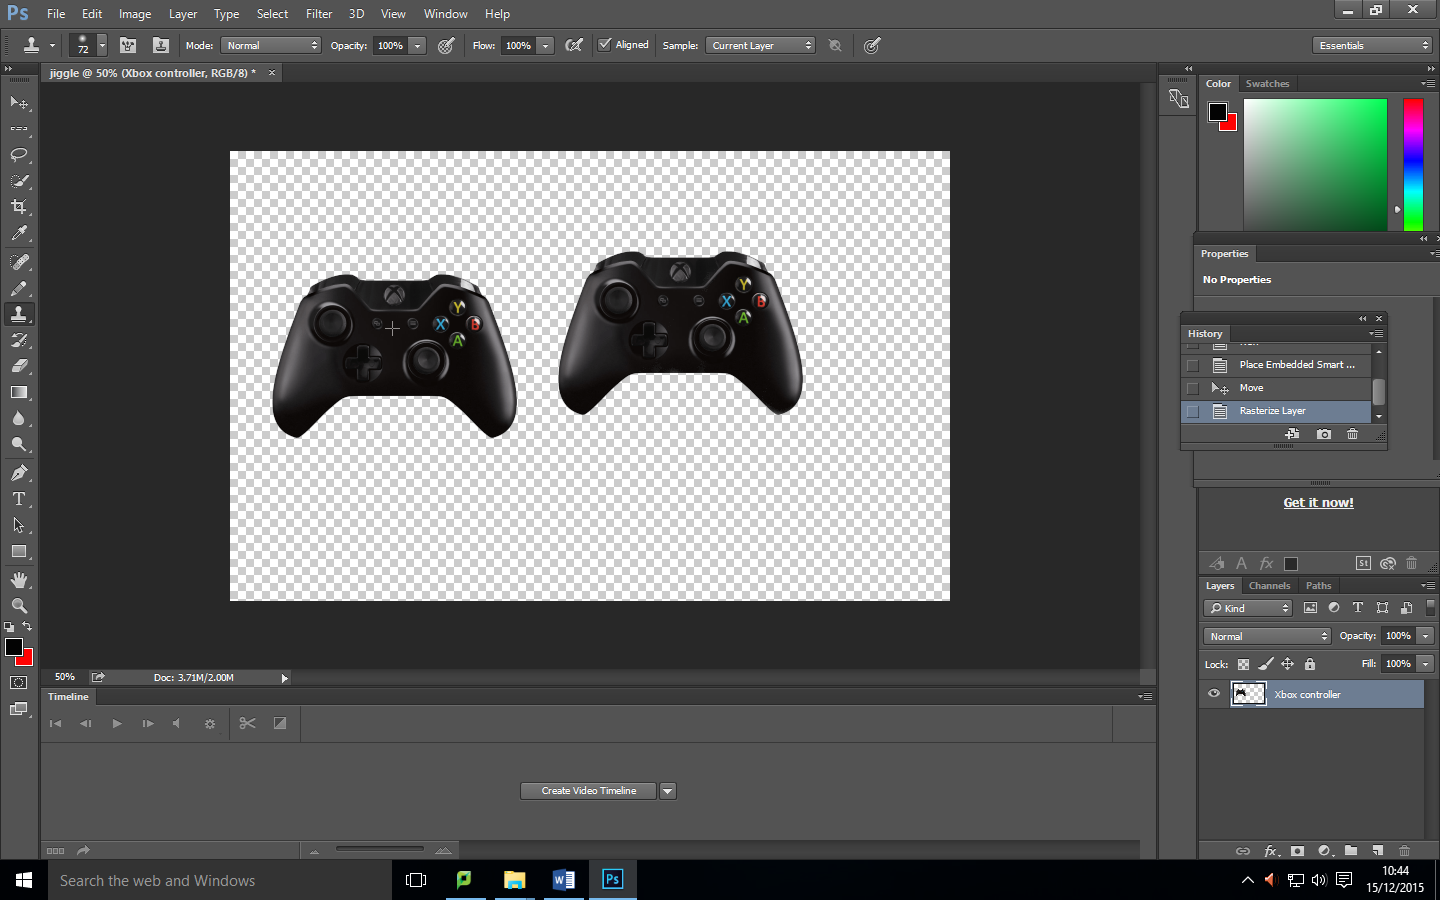 Ps File Edit Image Layer Type Select Filter 3D View Window Help
72 Mode: Normal Opacity: 100% Flow: 100% Aligned Sample: Current Layer Essentials
jiggle @ 50% (Xbox controller, RGB/8) * ×
Color Swatches
Properties
No Properties
History
Place Embedded Smart ...
Move
Rasterize Layer
Y
X B
A
Y
X B
A
Get it now!
A fx St
Layers Channels Paths
Kind T
Normal Opacity: 100%
Lock: Fill: 100%
Xbox controller
T
50% Doc: 3.71M/2.00M
Timeline
Create Video Timeline
fx
Search the web and Windows
W Ps
10:44
15/12/2015